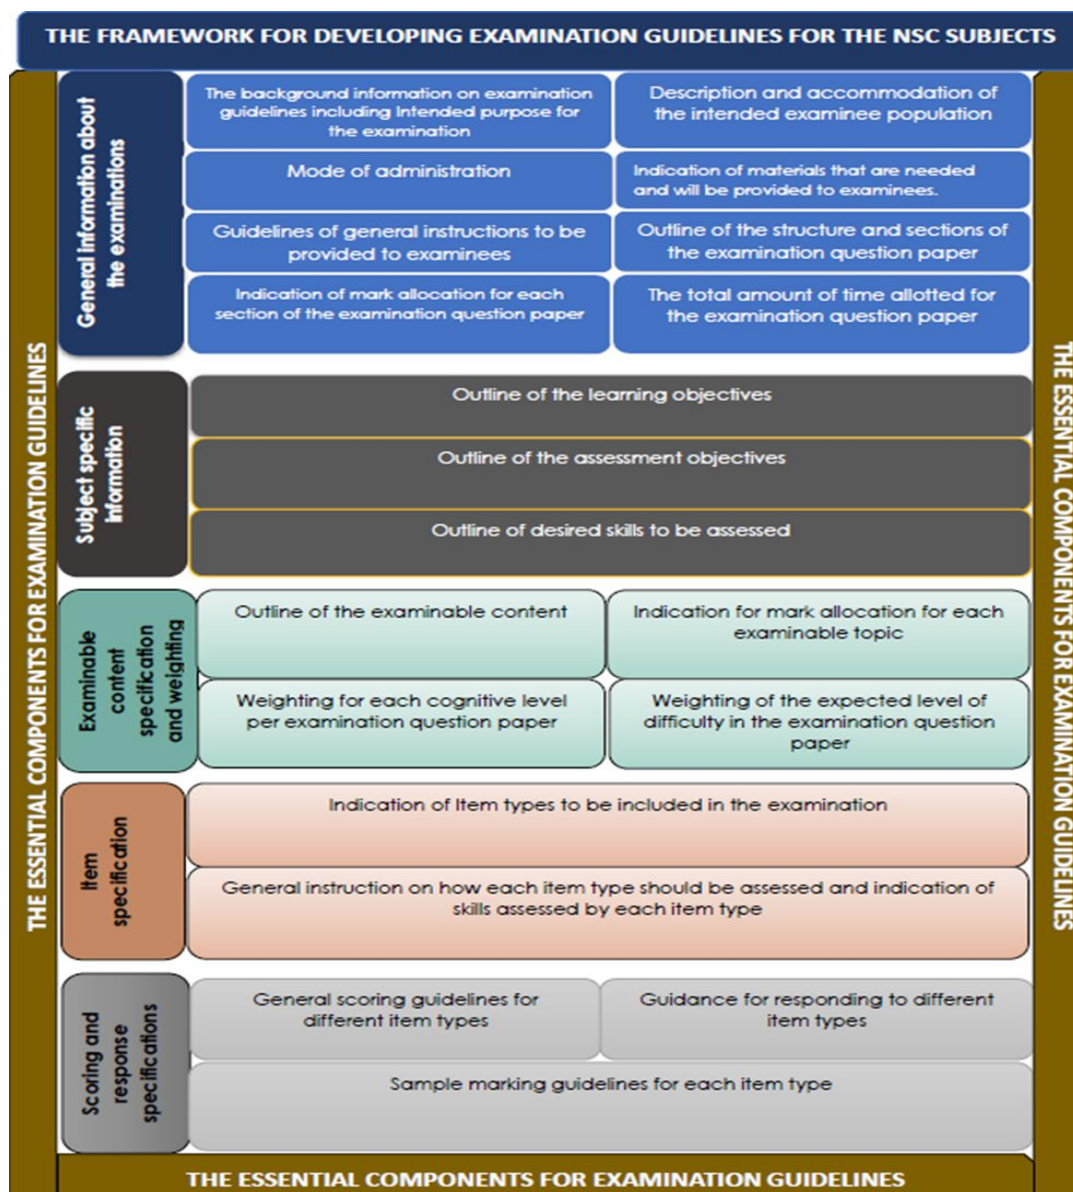 THE FRAMEWORK FOR DEVELOPING EXAMINATION GUIDELINES FOR THE NSC SUBJECTS
THE ESSENTIAL COMPONENTS FOR EXAMINATION GUIDELINES
General information about
the examinations
The background information on examination
guidelines including Intended purpose for
the examination
Description and accommodation of
the intended examinee population
Mode of administration
Indication of materials that are needed
and will be provided to examinees.
Guidelines of general instructions to be
provided to examinees
Outline of the structure and sections of
the examination question paper
Indication of mark allocation for each
section of the examination question paper
The total amount of time allotted for
the examination question paper
Subject specific
information
Outline of the learning objectives
Outline of the assessment objectives
Outline of desired skills to be assessed
Examinable
content
specification
and weighting
Outline of the examinable content
Indication for mark allocation for each
examinable topic
Weighting for each cognitive level
per examination question paper
Weighting of the expected level of
difficulty in the examination question
paper
Item
specification
Indication of Item types to be included in the examination
General instruction on how each item type should be assessed and indication of
skills assessed by each item type
Scoring and
response
specifications
General scoring guidelines for
different item types
Guidance for responding to different
item types
Sample marking guidelines for each item type
THE ESSENTIAL COMPONENTS FOR EXAMINATION GUIDELINES
THE ESSENTIAL COMPONENTS FOR EXAMINATION GUIDELINES